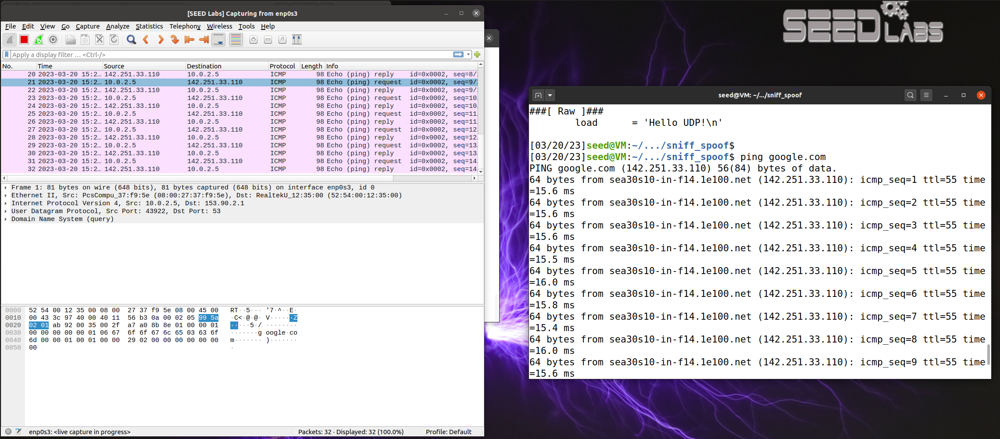 [SEED Labs] Capturing from enp0s3
File Edit View Go Capture Analyze Statistics Telephony Wireless Tools Help
Apply a display filter … <Ctrl-/>
No. Time Source Destination Protocol Length Info
20 2023-03-20 15:2… 142.251.33.110 10.0.2.5 ICMP 98 Echo (ping) reply id=0x0002, seq=8/
21 2023-03-20 15:2… 10.0.2.5 142.251.33.110 ICMP 98 Echo (ping) request id=0x0002, seq=9/
22 2023-03-20 15:2… 142.251.33.110 10.0.2.5 ICMP 98 Echo (ping) reply id=0x0002, seq=9/
23 2023-03-20 15:2… 10.0.2.5 142.251.33.110 ICMP 98 Echo (ping) request id=0x0002, seq=10
24 2023-03-20 15:2… 142.251.33.110 10.0.2.5 ICMP 98 Echo (ping) reply id=0x0002, seq=10
25 2023-03-20 15:2… 10.0.2.5 142.251.33.110 ICMP 98 Echo (ping) request id=0x0002, seq=11
26 2023-03-20 15:2… 142.251.33.110 10.0.2.5 ICMP 98 Echo (ping) reply id=0x0002, seq=11
27 2023-03-20 15:2… 10.0.2.5 142.251.33.110 ICMP 98 Echo (ping) request id=0x0002, seq=12
28 2023-03-20 15:2… 142.251.33.110 10.0.2.5 ICMP 98 Echo (ping) reply id=0x0002, seq=12
29 2023-03-20 15:2… 10.0.2.5 142.251.33.110 ICMP 98 Echo (ping) request id=0x0002, seq=13
30 2023-03-20 15:2… 142.251.33.110 10.0.2.5 ICMP 98 Echo (ping) reply id=0x0002, seq=13
31 2023-03-20 15:2… 10.0.2.5 142.251.33.110 ICMP 98 Echo (ping) request id=0x0002, seq=14
32 2023-03-20 15:2… 142.251.33.110 10.0.2.5 ICMP 98 Echo (ping) reply id=0x0002, seq=14
Frame 1: 81 bytes on wire (648 bits), 81 bytes captured (648 bits) on interface enp0s3, id 0
Ethernet II, Src: PcsCompu_37:f9:5e (08:00:27:37:f9:5e), Dst: RealtekU_12:35:00 (52:54:00:12:35:00)
Internet Protocol Version 4, Src: 10.0.2.5, Dst: 153.90.2.1
User Datagram Protocol, Src Port: 43922, Dst Port: 53
Domain Name System (query)
0000 52 54 00 12 35 00 08 00 27 37 f9 5e 08 00 45 00 RT··5··· '7·^··E·
0010 00 43 3c 97 40 00 40 11 56 b3 0a 00 02 05 99 5a ·C<·@·@· V······Z
0020 02 01 ab 92 00 35 00 2f a7 a0 8b 8e 01 00 00 01 ·····5·/ ········
0030 00 00 00 00 00 01 06 67 6f 6f 67 6c 65 03 63 6f ·······g oogle·co
0040 6d 00 00 01 00 01 00 00 29 02 00 00 00 00 00 00 m······· )·······
0050 00 ·
enp0s3: <live capture in progress> Packets: 32 · Displayed: 32 (100.0%) Profile: Default
SEED LABS
seed@VM: ~/.../sniff_spoof
###[ Raw ]###
load = 'Hello UDP!\n'
[03/20/23]seed@VM:~/.../sniff_spoof$
[03/20/23]seed@VM:~/.../sniff_spoof$ ping google.com
PING google.com (142.251.33.110) 56(84) bytes of data.
64 bytes from sea30s10-in-f14.1e100.net (142.251.33.110): icmp_seq=1 ttl=55 time
=15.6 ms
64 bytes from sea30s10-in-f14.1e100.net (142.251.33.110): icmp_seq=2 ttl=55 time
=15.6 ms
64 bytes from sea30s10-in-f14.1e100.net (142.251.33.110): icmp_seq=3 ttl=55 time
=15.6 ms
64 bytes from sea30s10-in-f14.1e100.net (142.251.33.110): icmp_seq=4 ttl=55 time
=15.5 ms
64 bytes from sea30s10-in-f14.1e100.net (142.251.33.110): icmp_seq=5 ttl=55 time
=16.0 ms
64 bytes from sea30s10-in-f14.1e100.net (142.251.33.110): icmp_seq=6 ttl=55 time
=15.8 ms
64 bytes from sea30s10-in-f14.1e100.net (142.251.33.110): icmp_seq=7 ttl=55 time
=15.4 ms
64 bytes from sea30s10-in-f14.1e100.net (142.251.33.110): icmp_seq=8 ttl=55 time
=16.0 ms
64 bytes from sea30s10-in-f14.1e100.net (142.251.33.110): icmp_seq=9 ttl=55 time
=15.6 ms